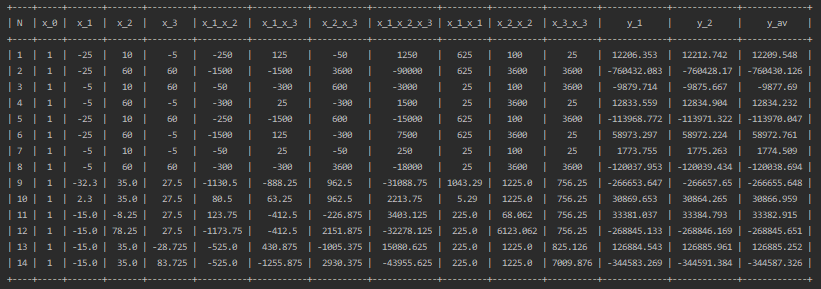 +----+-----+-------+-------+---------+---------+----------+----------+-------------+---------+----------+----------+-------------+-------------+-------------+
| N | x_0 | x_1 | x_2 | x_3 | x_1_x_2 | x_1_x_3 | x_2_x_3 | x_1_x_2_x_3 | x_1_x_1 | x_2_x_2 | x_3_x_3 | y_1 | y_2 | y_av |
+----+-----+-------+-------+---------+---------+----------+----------+-------------+---------+----------+----------+-------------+-------------+-------------+
| 1 | 1 | -25 | 10 | -5 | -250 | 125 | -50 | 1250 | 625 | 100 | 25 | 12206.353 | 12212.742 | 12209.548 |
| 2 | 1 | -25 | 60 | 60 | -1500 | -1500 | 3600 | -90000 | 625 | 3600 | 3600 | -760432.083 | -760428.17 | -760430.126 |
| 3 | 1 | -5 | 10 | 60 | -50 | -300 | 600 | -3000 | 25 | 100 | 3600 | -9879.714 | -9875.667 | -9877.69 |
| 4 | 1 | -5 | 60 | -5 | -300 | 25 | -300 | 1500 | 25 | 3600 | 25 | 12833.559 | 12834.904 | 12834.232 |
| 5 | 1 | -25 | 10 | 60 | -250 | -1500 | 600 | -15000 | 625 | 100 | 3600 | -113968.772 | -113971.322 | -113970.047 |
| 6 | 1 | -25 | 60 | -5 | -1500 | 125 | -300 | 7500 | 625 | 3600 | 25 | 58973.297 | 58972.224 | 58972.761 |
| 7 | 1 | -5 | 10 | -5 | -50 | 25 | -50 | 250 | 25 | 100 | 25 | 1773.755 | 1775.263 | 1774.509 |
| 8 | 1 | -5 | 60 | 60 | -300 | -300 | 3600 | -18000 | 25 | 3600 | 3600 | -120037.953 | -120039.434 | -120038.694 |
| 9 | 1 | -32.3 | 35.0 | 27.5 | -1130.5 | -888.25 | 962.5 | -31088.75 | 1043.29 | 1225.0 | 756.25 | -266653.647 | -266657.65 | -266655.648 |
| 10 | 1 | 2.3 | 35.0 | 27.5 | 80.5 | 63.25 | 962.5 | 2213.75 | 5.29 | 1225.0 | 756.25 | 30869.653 | 30864.265 | 30866.959 |
| 11 | 1 | -15.0 | -8.25 | 27.5 | 123.75 | -412.5 | -226.875 | 3403.125 | 225.0 | 68.062 | 756.25 | 33381.037 | 33384.793 | 33382.915 |
| 12 | 1 | -15.0 | 78.25 | 27.5 | -1173.75 | -412.5 | 2151.875 | -32278.125 | 225.0 | 6123.062 | 756.25 | -268845.133 | -268846.169 | -268845.651 |
| 13 | 1 | -15.0 | 35.0 | -28.725 | -525.0 | 430.875 | -1005.375 | 15080.625 | 225.0 | 1225.0 | 825.126 | 126884.543 | 126885.961 | 126885.252 |
| 14 | 1 | -15.0 | 35.0 | 83.725 | -525.0 | -1255.875 | 2930.375 | -43955.625 | 225.0 | 1225.0 | 7009.876 | -344583.269 | -344591.384 | -344587.326 |
+----+-----+-------+-------+---------+---------+----------+----------+-------------+---------+----------+----------+-------------+-------------+-------------+